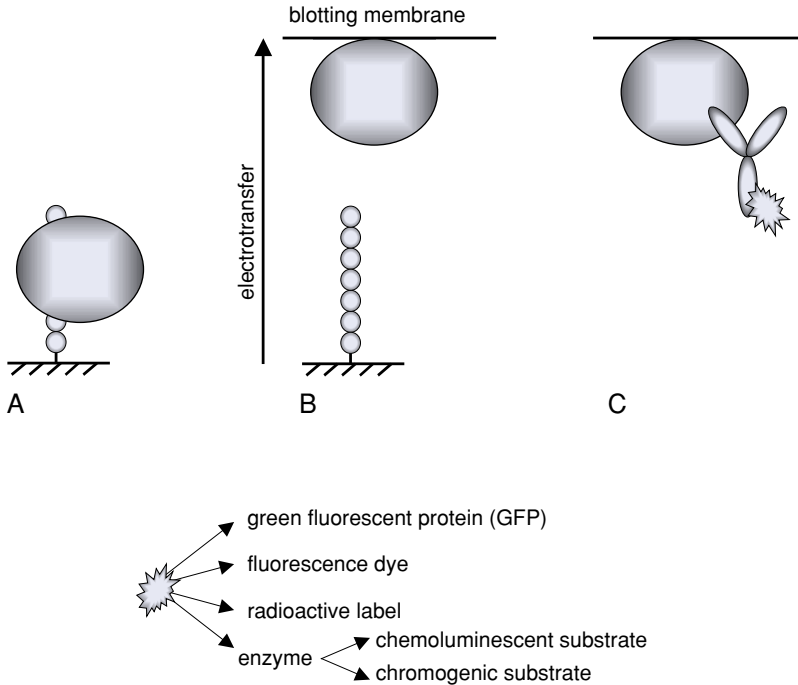 blotting membrane
electrotransfer
A
B
C
green fluorescent protein (GFP)
fluorescence dye
radioactive label
enzyme
chemoluminescent substrate
chromogenic substrate